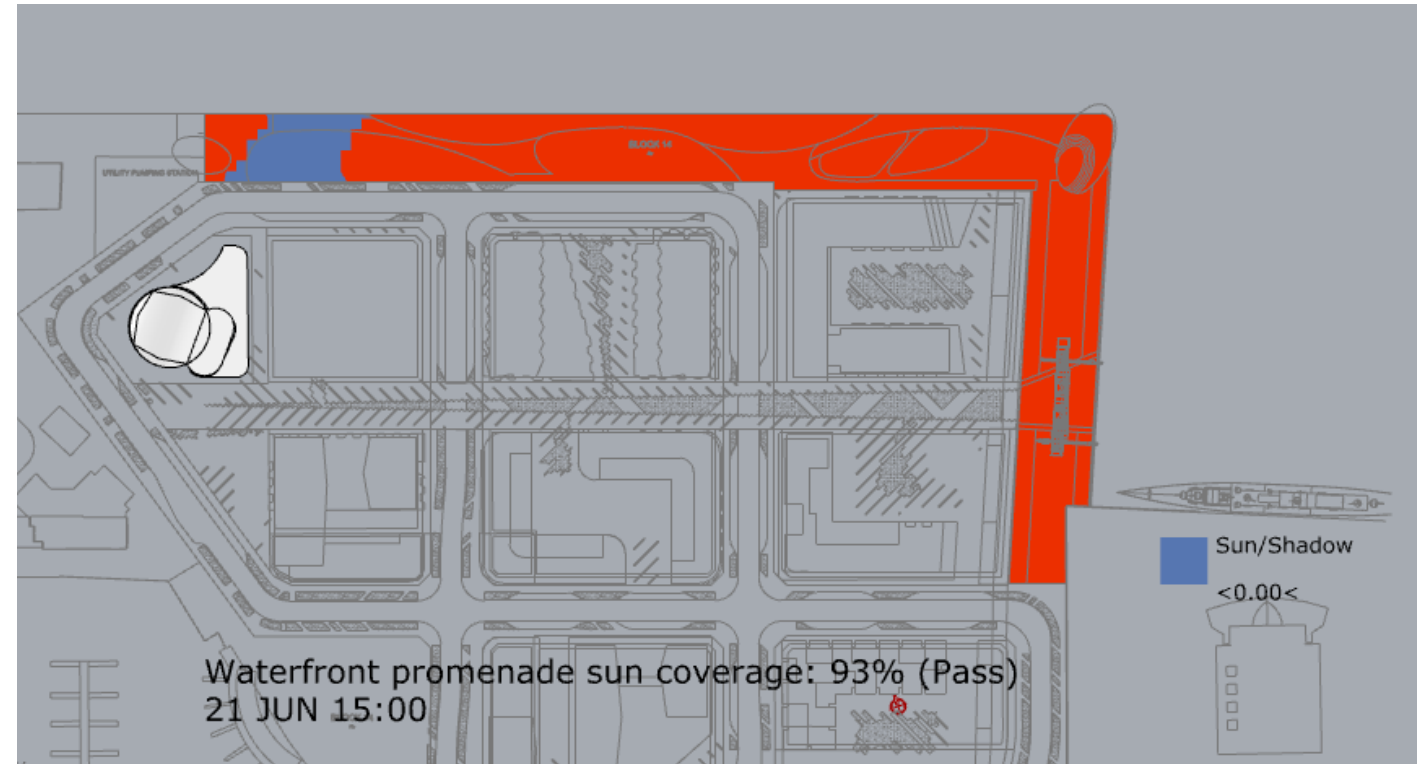 BLOCK 14
UTILITY PUMPING STATION
Sun/Shadow
<0.00<
Waterfront promenade sun coverage: 93% (Pass)
21 JUN 15:00